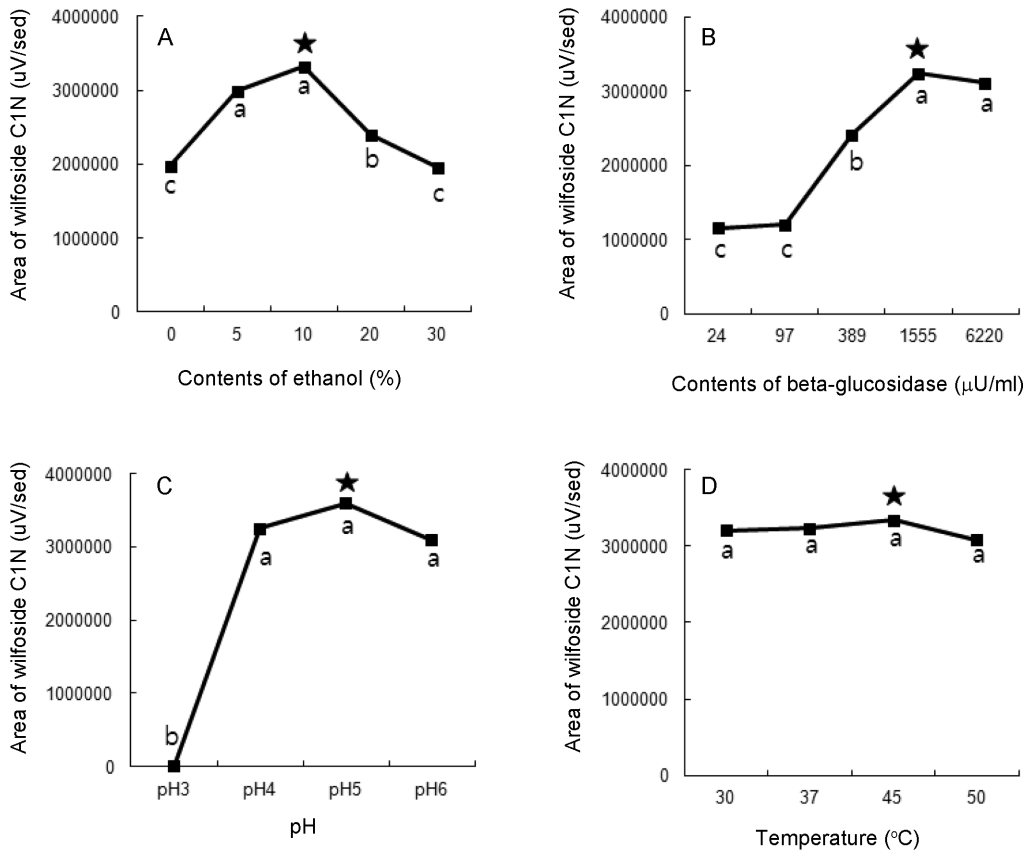 A
Area of wilfoside C1N (uV/sed)
4000000
3000000
2000000
1000000
0
a
a
b
c
c
0 5 10 20 30
Contents of ethanol (%)
B
Area of wilfoside C1N (uV/sed)
4000000
3000000
2000000
1000000
0
a
a
b
c
c
24 97 389 1555 6220
Contents of beta-glucosidase (μU/ml)
C
Area of wilfoside C1N (uV/sed)
4000000
3000000
2000000
1000000
0
a
a
a
b
pH3 pH4 pH5 pH6
pH
D
Area of wilfoside C1N (uV/sed)
4000000
3000000
2000000
1000000
0
a a a a
30 37 45 50
Temperature (°C)